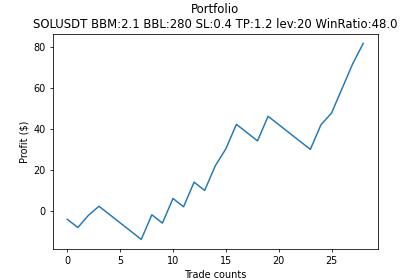 Portfolio
SOLUSDT BBM:2.1 BBL:280 SL:0.4 TP:1.2 lev:20 WinRatio:48.0
80
60
40
20
0
Profit ($)
0 5 10 15 20 25
Trade counts